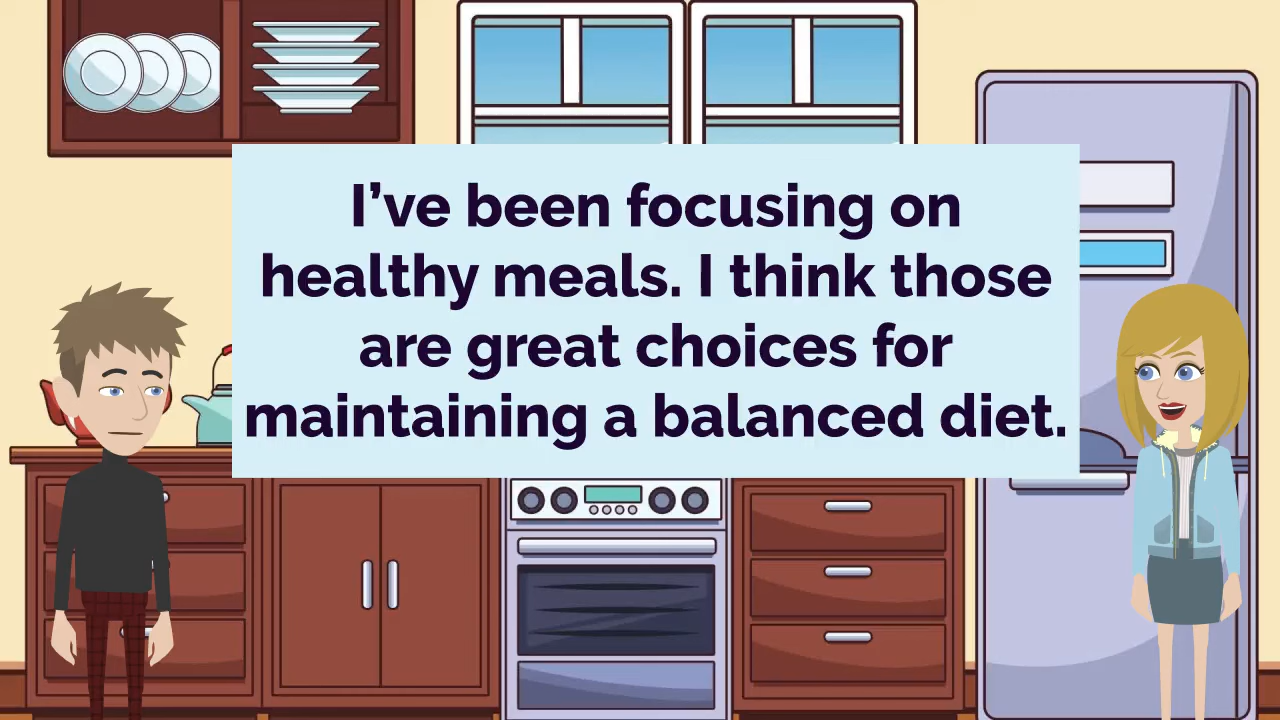 I’ve been focusing on
healthy meals. I think those
are great choices for
maintaining a balanced diet.